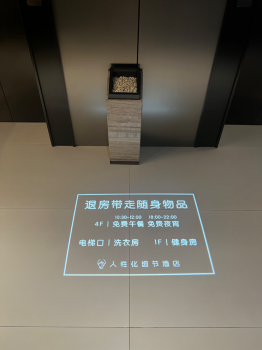 退房带走随身物品
10:30-12:00 19:00-22:00
4F | 免费午餐 免费夜宵
电梯口 | 洗衣房 1F | 健身房
人性化细节酒店